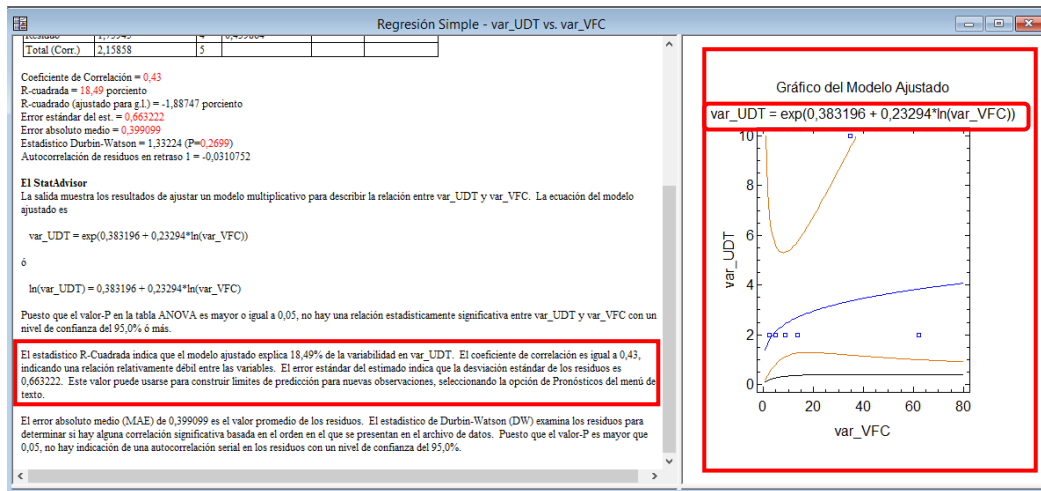 Regresión Simple - var_UDT vs. var_VFC
Total (Corr.) 2,15858 5
Coeficiente de Correlación = 0,43
R-cuadrada = 18,49 porciento
R-cuadrado (ajustado para g.l.) = -1,88747 porciento
Error estándar del est. = 0,663222
Error absoluto medio = 0,399099
Estadístico Durbin-Watson = 1,33224 (P=0,2699)
Autocorrelación de residuos en retraso 1 = -0,0310752
El StatAdvisor
La salida muestra los resultados de ajustar un modelo multiplicativo para describir la relación entre var_UDT y var_VFC. La ecuación del modelo
ajustado es
var_UDT = exp(0,383196 + 0,23294*ln(var_VFC))
ó
ln(var_UDT) = 0,383196 + 0,23294*ln(var_VFC)
Puesto que el valor-P en la tabla ANOVA es mayor o igual a 0,05, no hay una relación estadísticamente significativa entre var_UDT y var_VFC con un
nivel de confianza del 95,0% ó más.
El estadístico R-Cuadrada indica que el modelo ajustado explica 18,49% de la variabilidad en var_UDT. El coeficiente de correlación es igual a 0,43,
indicando una relación relativamente débil entre las variables. El error estándar del estimado indica que la desviación estándar de los residuos es
0,663222. Este valor puede usarse para construir límites de predicción para nuevas observaciones, seleccionando la opción de Pronósticos del menú de
texto.
El error absoluto medio (MAE) de 0,399099 es el valor promedio de los residuos. El estadístico de Durbin-Watson (DW) examina los residuos para
determinar si hay alguna correlación significativa basada en el orden en el que se presentan en el archivo de datos. Puesto que el valor-P es mayor que
0,05, no hay indicación de una autocorrelación serial en los residuos con un nivel de confianza del 95,0%.
Gráfico del Modelo Ajustado
var_UDT = exp(0,383196 + 0,23294*ln(var_VFC))
10
8
6
4
2
0
var_UDT
0 20 40 60 80
var_VFC